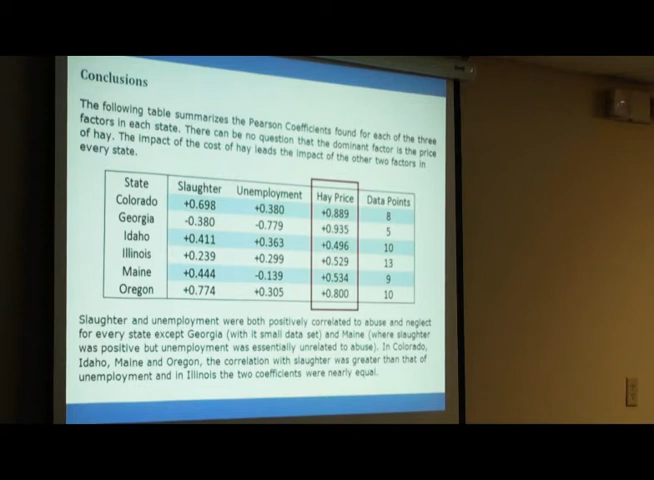 Conclusions
The following table summarizes the Pearson Coefficients found for each of the three
factors in each state. There can be no question that the dominant factor is the price
of hay. The impact of the cost of hay leads the impact of the other two factors in
every state.
State Slaughter Unemployment Hay Price Data Points
Colorado +0.698 +0.380 +0.889 8
Georgia -0.380 -0.779 +0.935 5
Idaho +0.411 +0.363 +0.496 10
Illinois +0.239 +0.299 +0.529 13
Maine +0.444 -0.139 +0.534 9
Oregon +0.774 +0.305 +0.800 10
Slaughter and unemployment were both positively correlated to abuse and neglect
for every state except Georgia (with it small data set) and Maine (where slaughter
was positive but unemployment was essentially unrelated to abuse). In Colorado,
Idaho, Maine and Oregon, the correlation with slaughter was greater than that of
unemployment and in Illinois the two coefficients were nearly equal.